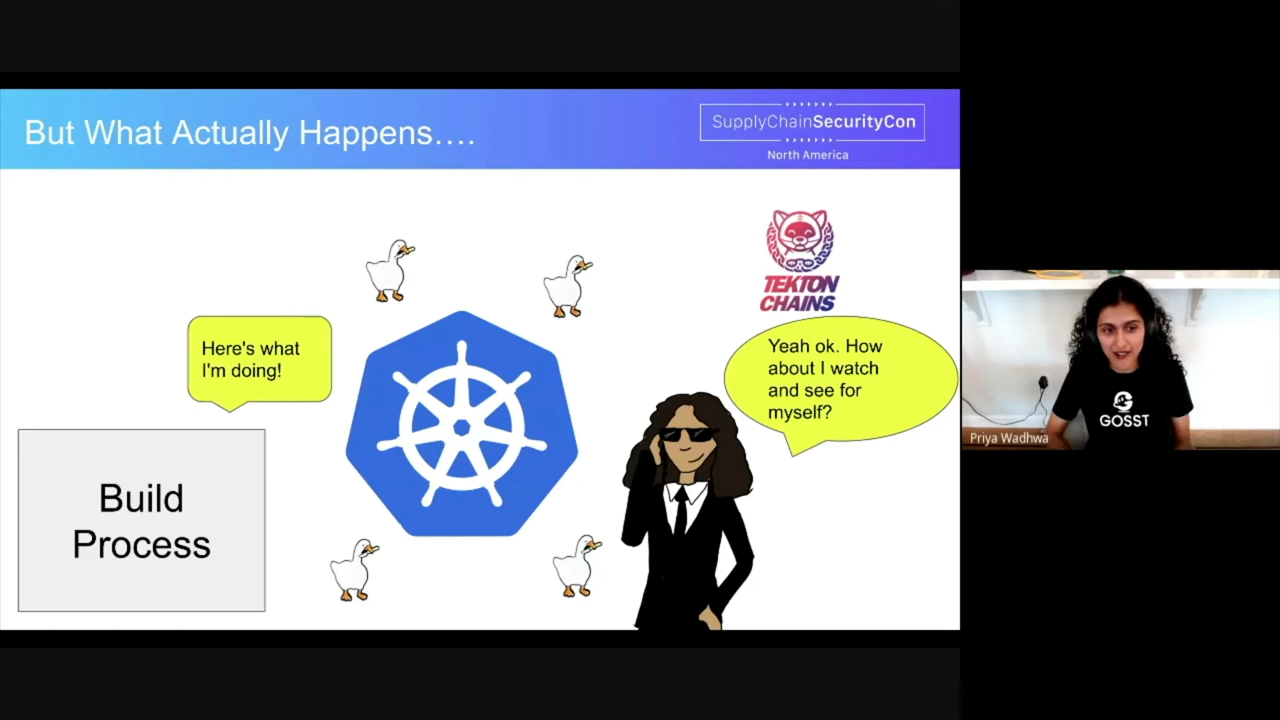 But What Actually Happens....
SupplyChainSecurityCon
North America
TEKTON
CHAINS
Here's what
I'm doing!
Yeah ok. How
about I watch
and see for
myself?
Build
Process
GOSST
Priya Wadhwa